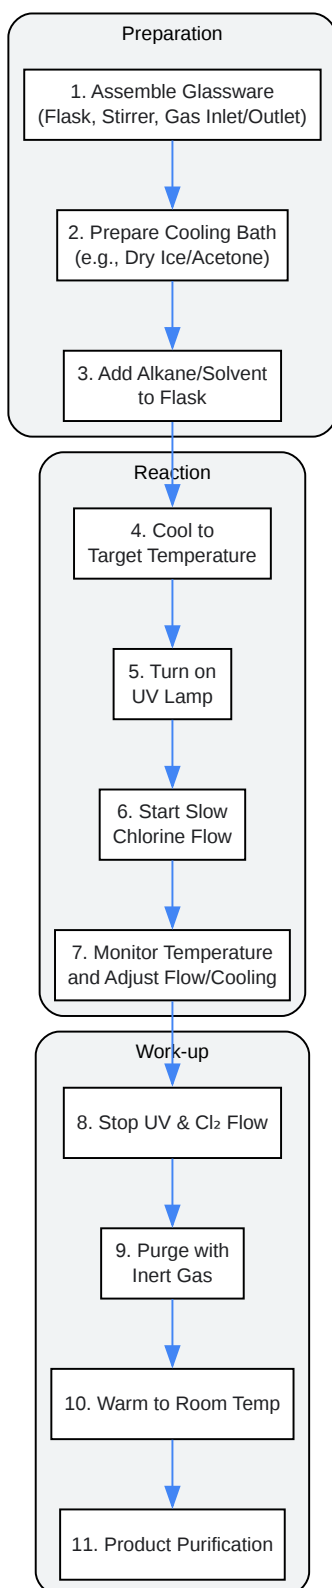 Preparation
1. Assemble Glassware
(Flask, Stirrer, Gas Inlet/Outlet)
2. Prepare Cooling Bath
(e.g., Dry Ice/Acetone)
3. Add Alkane/Solvent
to Flask
Reaction
4. Cool to
Target Temperature
5. Turn on
UV Lamp
6. Start Slow
Chlorine Flow
7. Monitor Temperature
and Adjust Flow/Cooling
Work-up
8. Stop UV & Cl₂ Flow
9. Purge with
Inert Gas
10. Warm to Room Temp
11. Product Purification